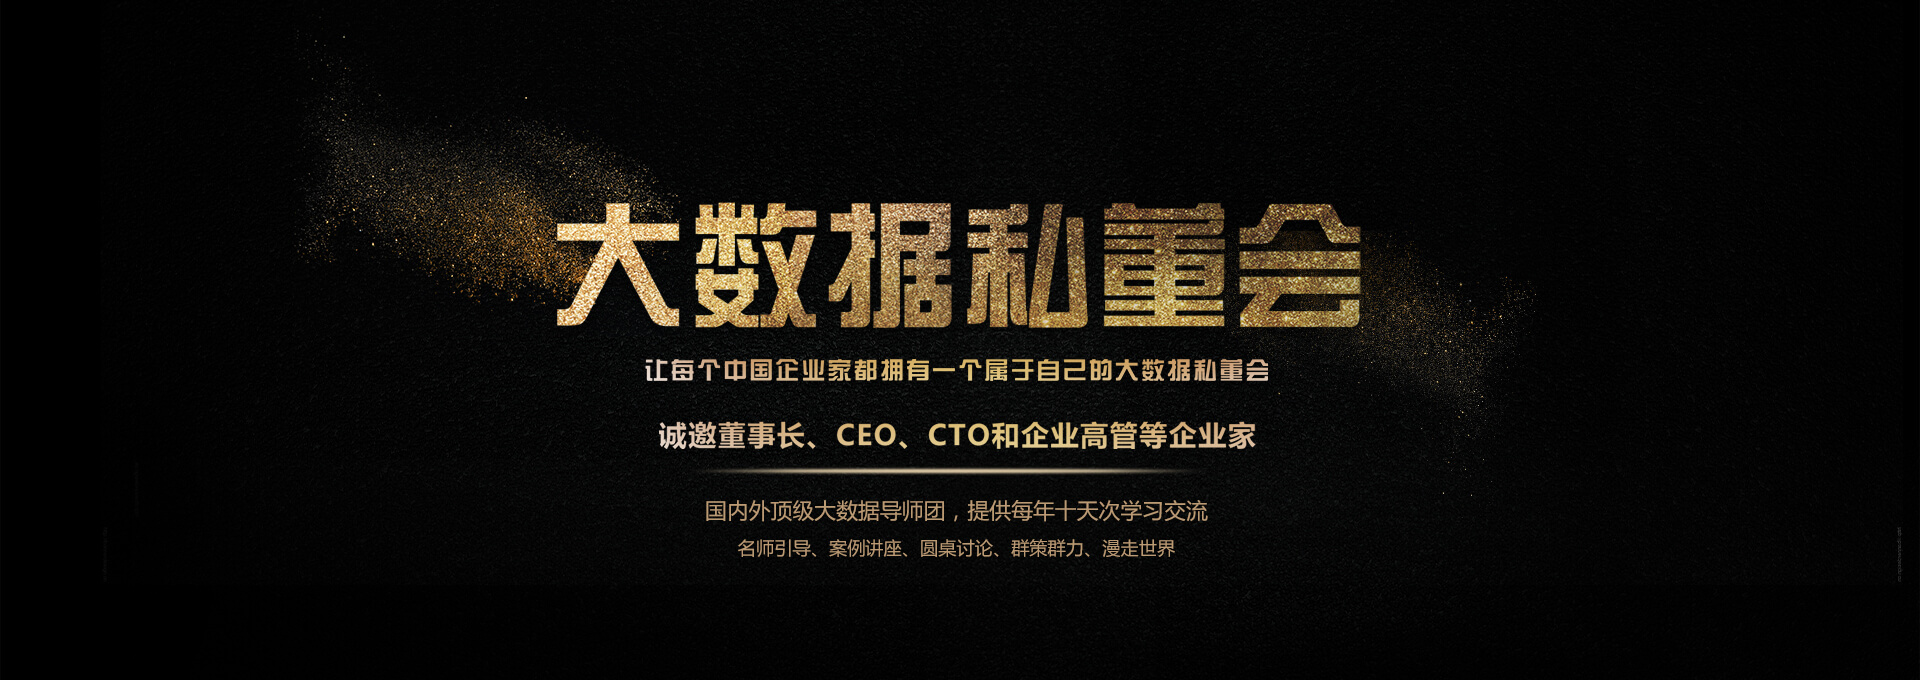 大数据私董会
让每个中国企业家都拥有一个属于自己的大数据私董会
诚邀董事长、CEO、CTO和企业高管等企业家
国内外顶级大数据导师团，提供每年十天次学习交流
名师引导、案例讲座、圆桌讨论、群策群力、漫走世界